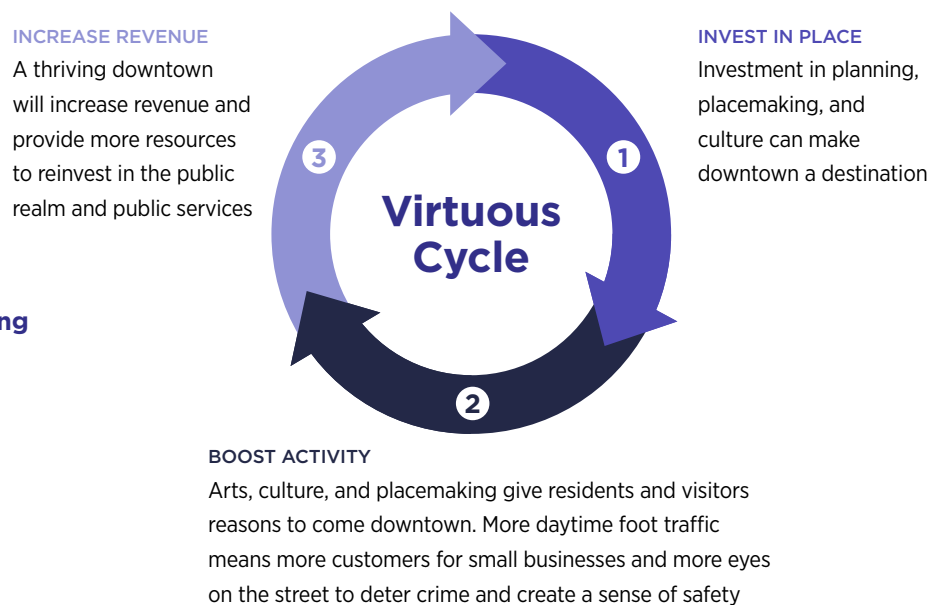 INCREASE REVENUE
A thriving downtown
will increase revenue and
provide more resources
to reinvest in the public
realm and public services
INVEST IN PLACE
Investment in planning,
placemaking, and
culture can make
downtown a destination
3
1
Virtuous
Cycle
ng
2
BOOST ACTIVITY
Arts, culture, and placemaking give residents and visitors
reasons to come downtown. More daytime foot traffic
means more customers for small businesses and more eyes
on the street to deter crime and create a sense of safety